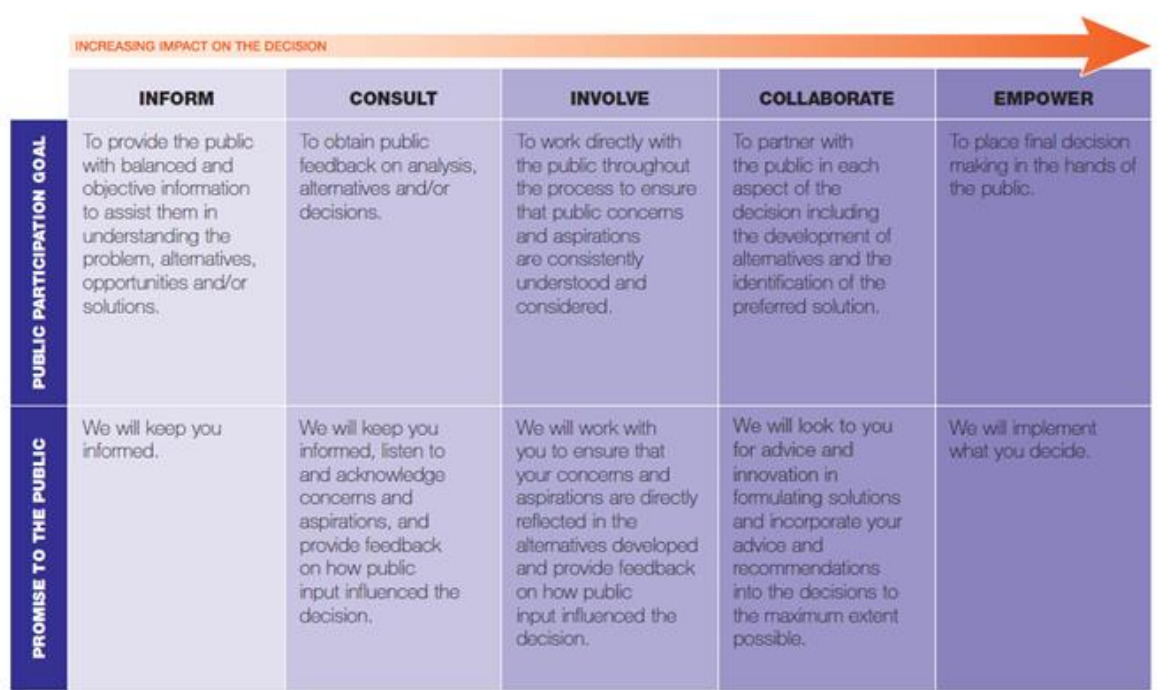 INCREASING IMPACT ON THE DECISION
INFORM
CONSULT
INVOLVE
COLLABORATE
EMPOWER
PUBLIC PARTICIPATION GOAL
To provide the public
with balanced and
objective information
to assist them in
understanding the
problem, alternatives,
opportunities and/or
solutions.
To obtain public
feedback on analysis,
alternatives and/or
decisions.
To work directly with
the public throughout
the process to ensure
that public concerns
and aspirations
are consistently
understood and
considered.
To partner with
the public in each
aspect of the
decision including
the development of
alternatives and the
identification of the
preferred solution.
To place final decision
making in the hands of
the public.
PROMISE TO THE PUBLIC
We will keep you
informed.
We will keep you
informed, listen to
and acknowledge
concerns and
aspirations, and
provide feedback
on how public
input influenced the
decision.
We will work with
you to ensure that
your concerns and
aspirations are directly
reflected in the
alternatives developed
and provide feedback
on how public
input influenced the
decision.
We will look to you
for advice and
innovation in
formulating solutions
and incorporate your
advice and
recommendations
into the decisions to
the maximum extent
possible.
We will implement
what you decide.